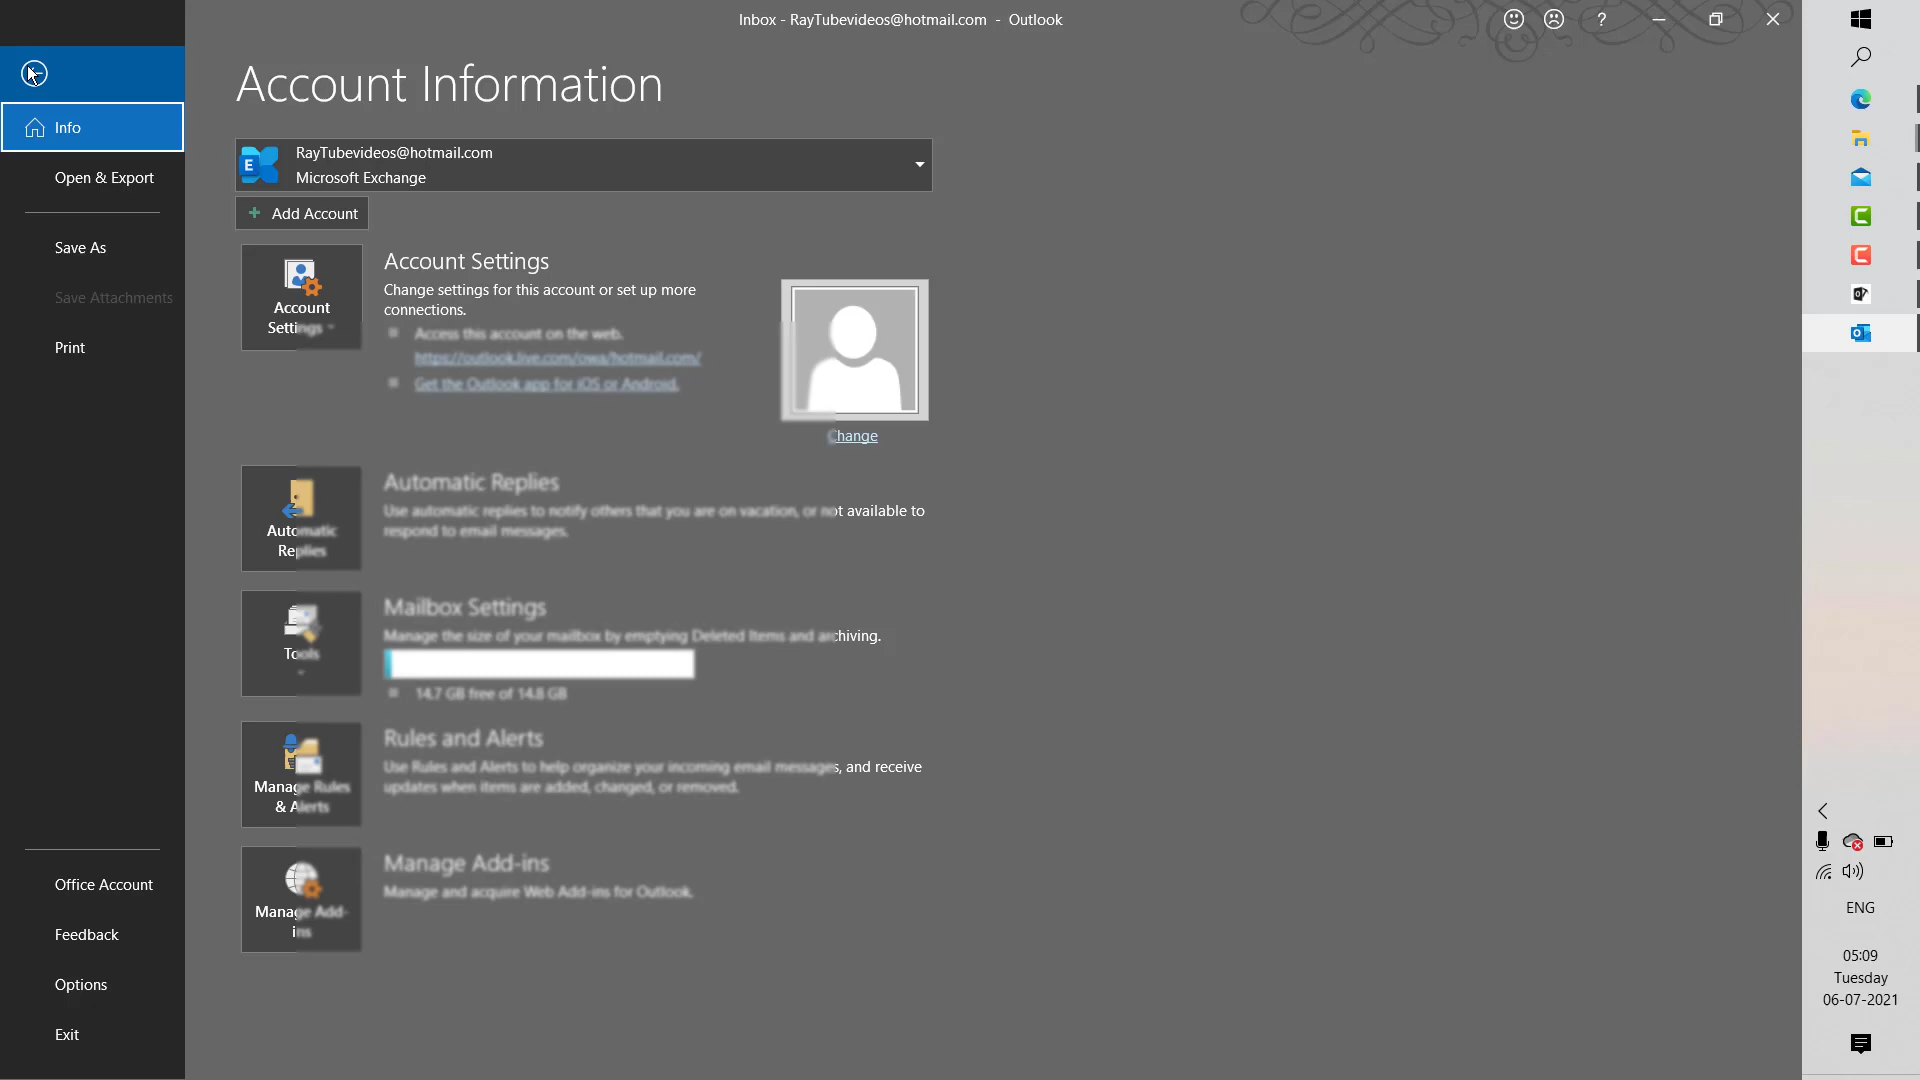 Inbox - RayTubevideos@hotmail.com - Outlook
?
Info
Open & Export
Save As
Save Attachments
Print
Office Account
Feedback
Options
Exit
Account Information
E
RayTubevideos@hotmail.com
Microsoft Exchange
+ Add Account
Account
Settings
Account Settings
Change settings for this account or set up more
connections.
Access this account on the web.
https://outlook.live.com/owa/hotmail.com/
Get the Outlook app for iOS or Android.
Change
Automatic
Replies
Automatic Replies
Use automatic replies to notify others that you are on vacation, or not available to
respond to email messages.
Tools
Mailbox Settings
Manage the size of your mailbox by emptying Deleted Items and archiving.
14.7 GB free of 14.8 GB
Manage Rules
& Alerts
Rules and Alerts
Use Rules and Alerts to help organize your incoming email messages, and receive
updates when items are added, changed, or removed.
Manage Add-
ins
Manage Add-ins
Manage and acquire Web Add-ins for Outlook.
ENG
05:09
Tuesday
06-07-2021